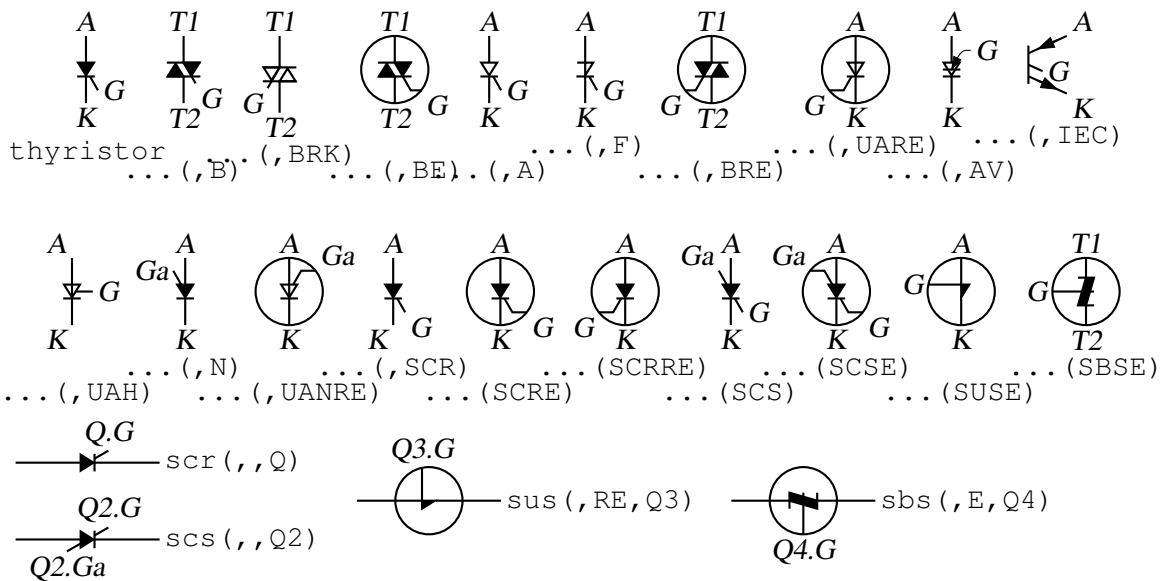 A T1 T1 T1 A A T1 A A A
G G G G G G G G G G
K T2 T2 T2 K K T2 K K K
thyristor ...(,BRK) ...(,F) ...(,UARE) ...(,IEC)
...(,B) ...(,BE) ...(,A) ...(,BRE) ...(,AV)
A A A A A A A A A T1
G Ga Ga G G G Ga G Ga G G G
K K K K K K K K K T2
...(,N) ...(,SCR) ...(SCRRE) ...(SCSE) ...(SBSE)
...(,UAH) ...(,UANRE) ...(SCRE) ...(SCS) ...(SUSE)
Q.G
scr(,,Q)
Q3.G
sus(,RE,Q3)
sbs(,E,Q4)
Q4.G
Q2.G
scs(,,Q2)
Q2.Ga